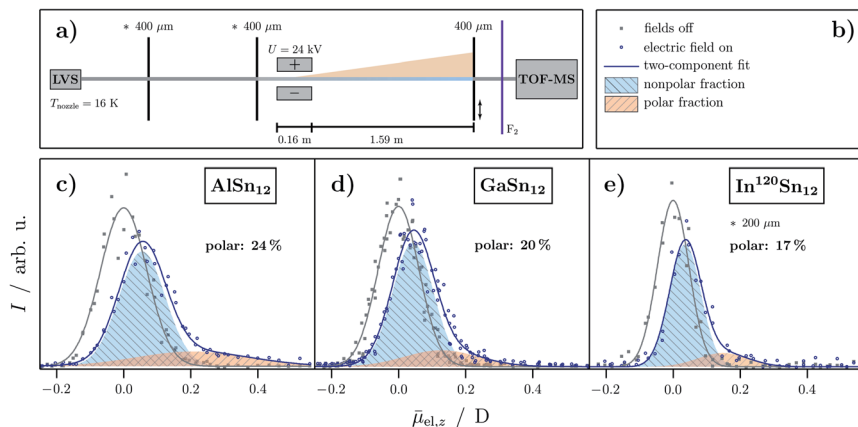 a)
* 400 μm
* 400 μm
400 μm
U = 24 kV
+
−
LVS
TOF-MS
T_nozzle = 16 K
F₂
0.16 m
1.59 m
b)
fields off
electric field on
two-component fit
nonpolar fraction
polar fraction
c)
AlSn₁₂
polar: 24 %
d)
GaSn₁₂
polar: 20 %
e)
In¹²⁰Sn₁₂
* 200 μm
polar: 17 %
I / arb. u.
−0.2 0.0 0.2 0.4
−0.2 0.0 0.2 0.4
−0.2 0.0 0.2 0.4
μ̄_el,z / D